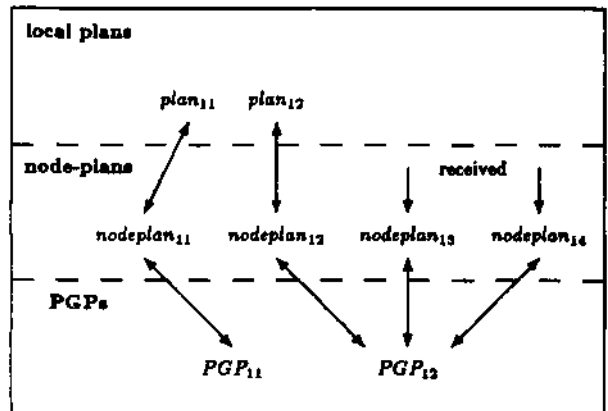 local plans
plan₁₁ plan₁₂
node-plans received
nodeplan₁₁ nodeplan₁₂ nodeplan₁₃ nodeplan₁₄
PGPs
PGP₁₁ PGP₁₂